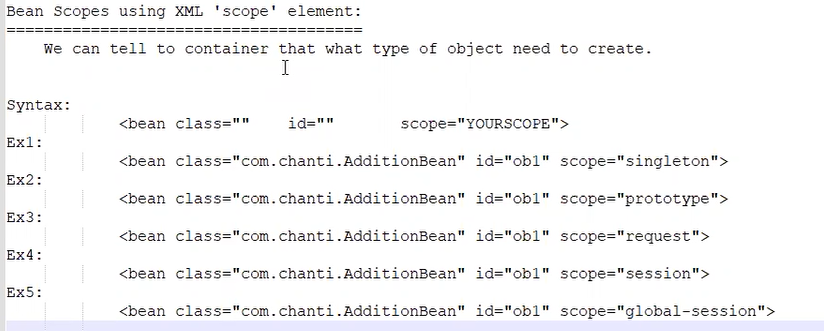 Bean Scopes using XML 'scope' element:
======================================
We can tell to container that what type of object need to create.
Syntax:
<bean class="" id="" scope="YOURSCOPE">
Ex1:
<bean class="com.chanti.AdditionBean" id="ob1" scope="singleton">
Ex2:
<bean class="com.chanti.AdditionBean" id="ob1" scope="prototype">
Ex3:
<bean class="com.chanti.AdditionBean" id="ob1" scope="request">
Ex4:
<bean class="com.chanti.AdditionBean" id="ob1" scope="session">
Ex5:
<bean class="com.chanti.AdditionBean" id="ob1" scope="global-session">